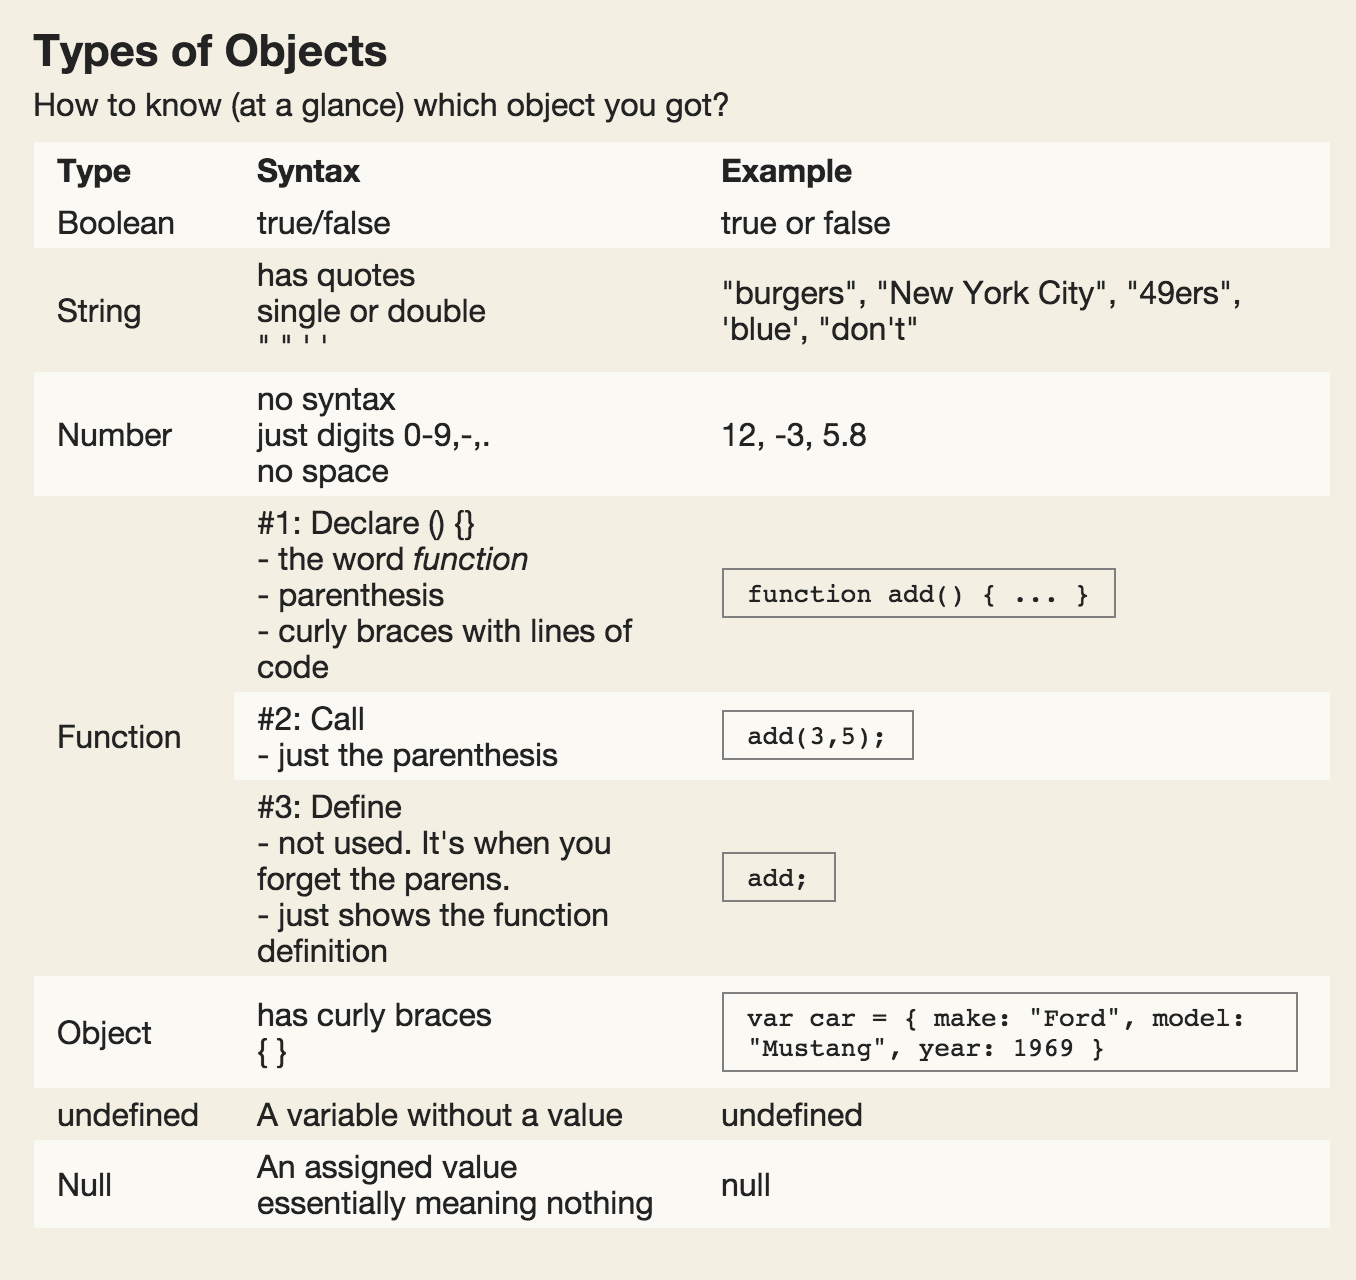 Types of Objects
How to know (at a glance) which object you got?
Type Syntax Example
Boolean true/false true or false
String
has quotes
single or double
" " ' '
"burgers", "New York City", "49ers",
'blue', "don't"
Number
no syntax
just digits 0-9,-,.
no space
12, -3, 5.8
Function
#1: Declare () {}
- the word function
- parenthesis
- curly braces with lines of
code
function add() { ... }
#2: Call
- just the parenthesis
add(3,5);
#3: Define
- not used. It's when you
forget the parens.
- just shows the function
definition
add;
Object
has curly braces
{ }
var car = { make: "Ford", model:
"Mustang", year: 1969 }
undefined A variable without a value undefined
Null
An assigned value
essentially meaning nothing
null